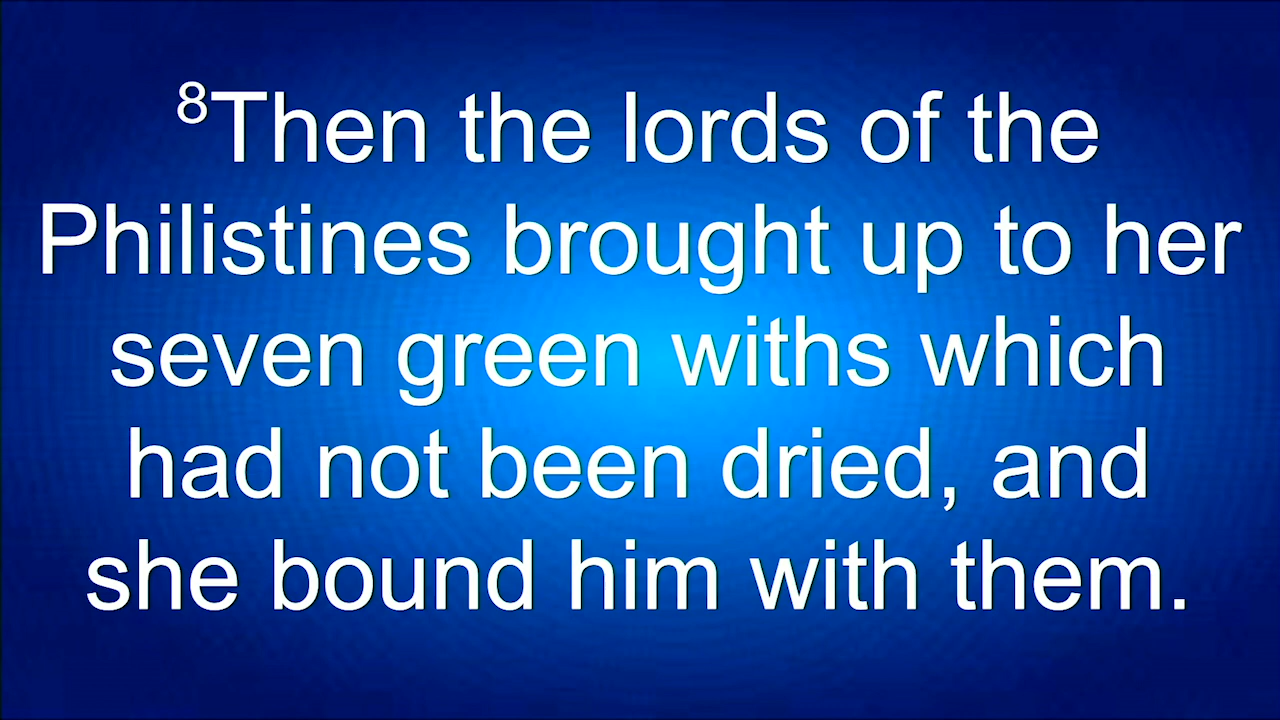 ⁸Then the lords of the
Philistines brought up to her
seven green withs which
had not been dried, and
she bound him with them.